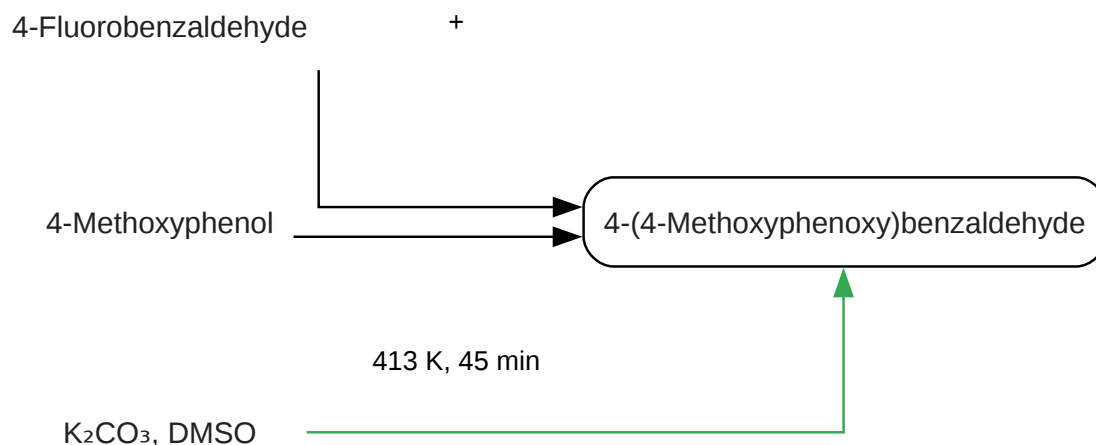 4-Fluorobenzaldehyde +
4-Methoxyphenol
4-(4-Methoxyphenoxy)benzaldehyde
413 K, 45 min
K₂CO₃, DMSO